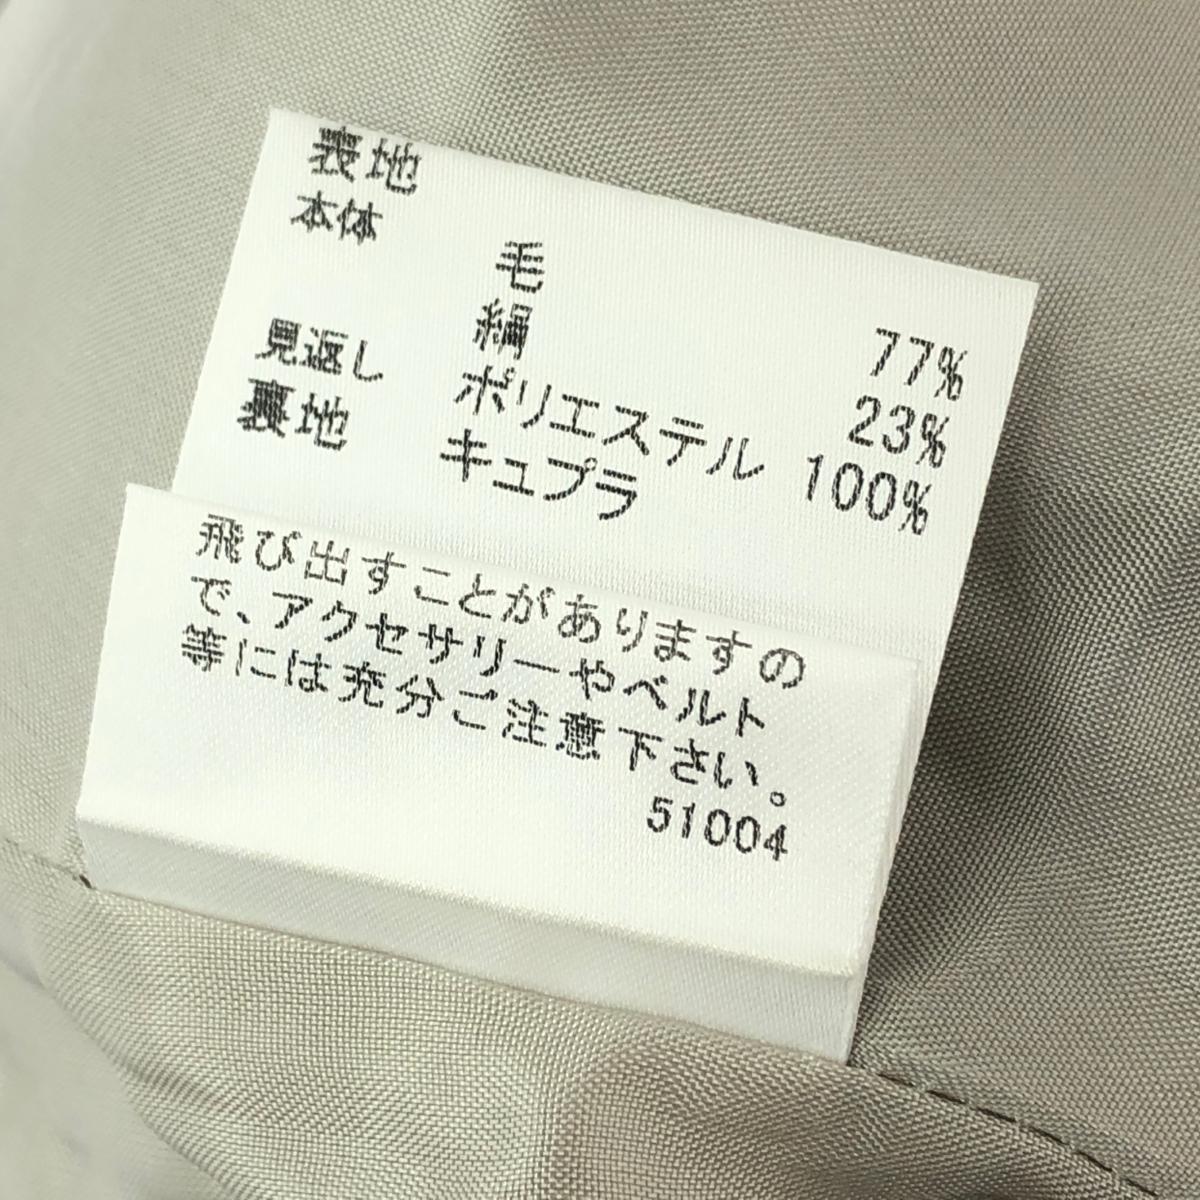 表地
本体
毛 77%
絹 23%
見返し ポリエステル 100%
裏地 キュプラ
飛び出すことがありますの
で、アクセサリーやベルト
等には充分ご注意下さい。
51004